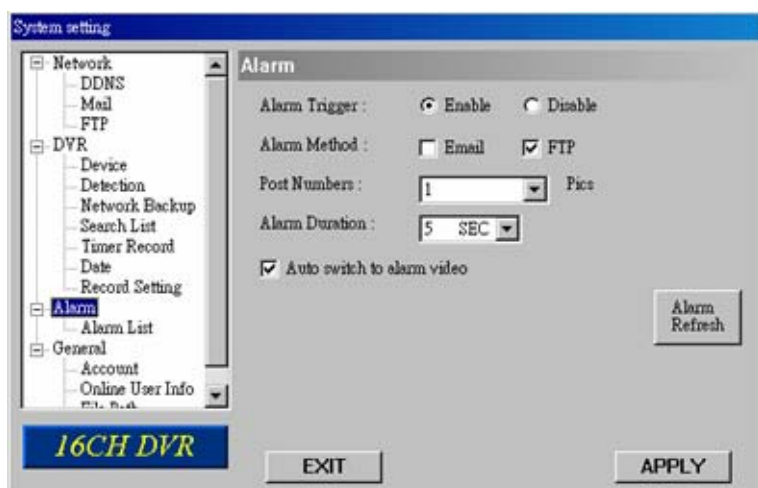 System setting
Network
DDNS
Mail
FTP
DVR
Device
Detection
Network Backup
Search List
Timer Record
Date
Record Setting
Alarm
Alarm List
General
Account
Online User Info
File Path
16CH DVR
Alarm
Alarm Trigger : Enable Disable
Alarm Method : Email FTP
Post Numbers : 1 Pics
Alarm Duration : 5 SEC
Auto switch to alarm video
Alarm
Refresh
EXIT
APPLY